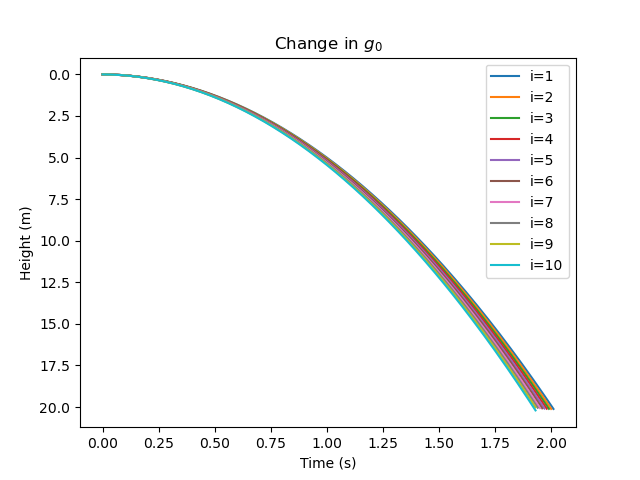 Change in g₀
i=1
i=2
i=3
i=4
i=5
i=6
i=7
i=8
i=9
i=10
Height (m)
0.0
2.5
5.0
7.5
10.0
12.5
15.0
17.5
20.0
0.00 0.25 0.50 0.75 1.00 1.25 1.50 1.75 2.00
Time (s)